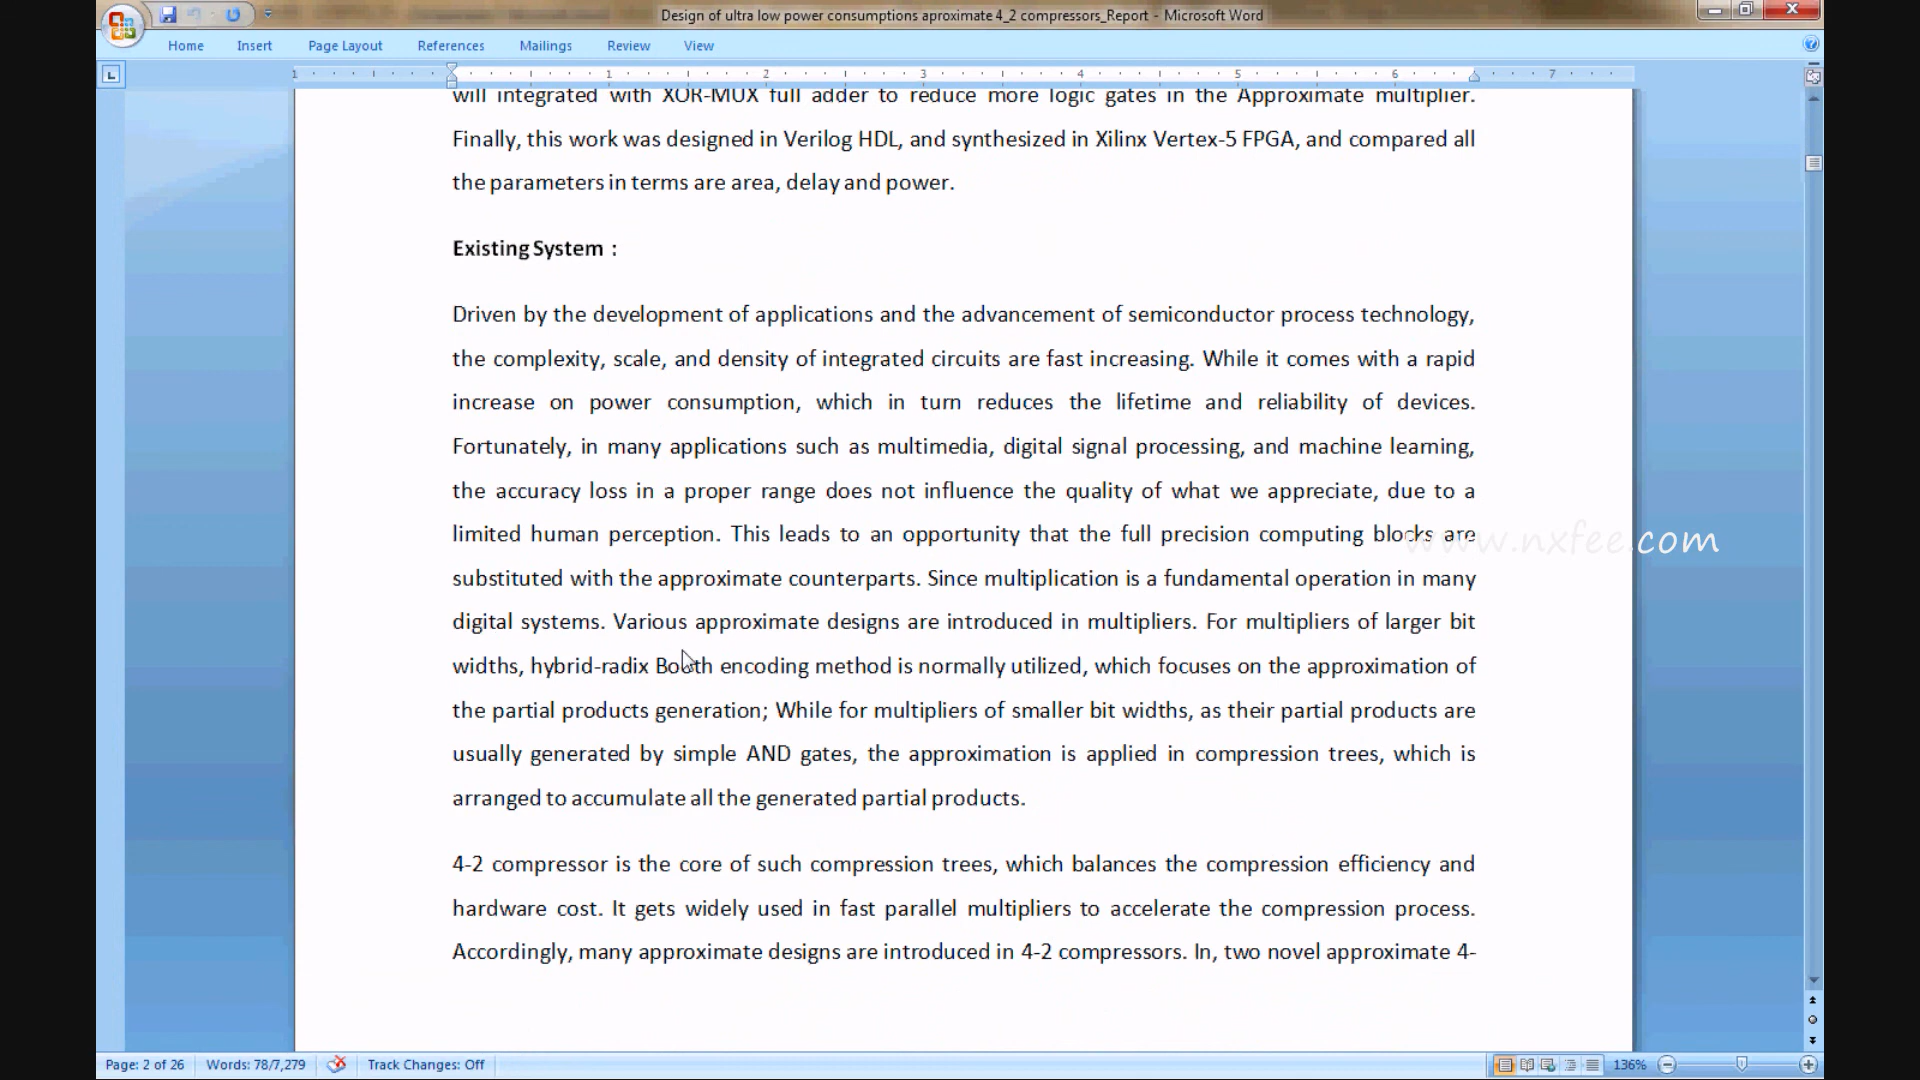 Design of ultra low power consumptions aproximate 4_2 compressors_Report - Microsoft Word
Home Insert Page Layout References Mailings Review View
1 1 2 3 4 5 6 7
will integrated with XOR-MUX full adder to reduce more logic gates in the Approximate multiplier.
Finally, this work was designed in Verilog HDL, and synthesized in Xilinx Vertex-5 FPGA, and compared all
the parameters in terms are area, delay and power.
Existing System :
Driven by the development of applications and the advancement of semiconductor process technology,
the complexity, scale, and density of integrated circuits are fast increasing. While it comes with a rapid
increase on power consumption, which in turn reduces the lifetime and reliability of devices.
Fortunately, in many applications such as multimedia, digital signal processing, and machine learning,
the accuracy loss in a proper range does not influence the quality of what we appreciate, due to a
limited human perception. This leads to an opportunity that the full precision computing blocks are
www.nxfee.com
substituted with the approximate counterparts. Since multiplication is a fundamental operation in many
digital systems. Various approximate designs are introduced in multipliers. For multipliers of larger bit
widths, hybrid-radix Booth encoding method is normally utilized, which focuses on the approximation of
the partial products generation; While for multipliers of smaller bit widths, as their partial products are
usually generated by simple AND gates, the approximation is applied in compression trees, which is
arranged to accumulate all the generated partial products.
4-2 compressor is the core of such compression trees, which balances the compression efficiency and
hardware cost. It gets widely used in fast parallel multipliers to accelerate the compression process.
Accordingly, many approximate designs are introduced in 4-2 compressors. In, two novel approximate 4-
Page: 2 of 26 Words: 78/7,279 Track Changes: Off 136%